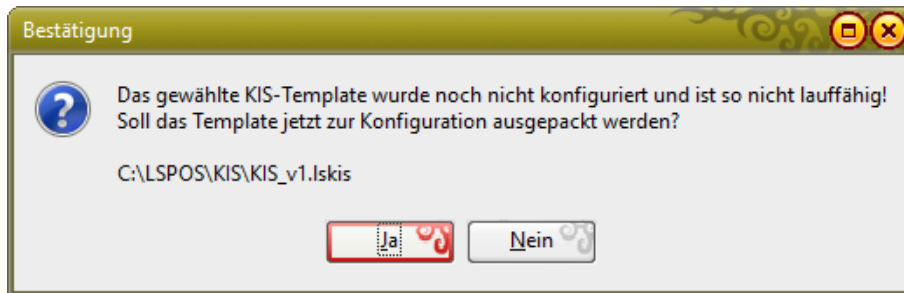 Bestätigung
Das gewählte KIS-Template wurde noch nicht konfiguriert und ist so nicht lauffähig!
Soll das Template jetzt zur Konfiguration ausgepackt werden?
C:\LSPOS\KIS\KIS_v1.lskis
Ja
Nein